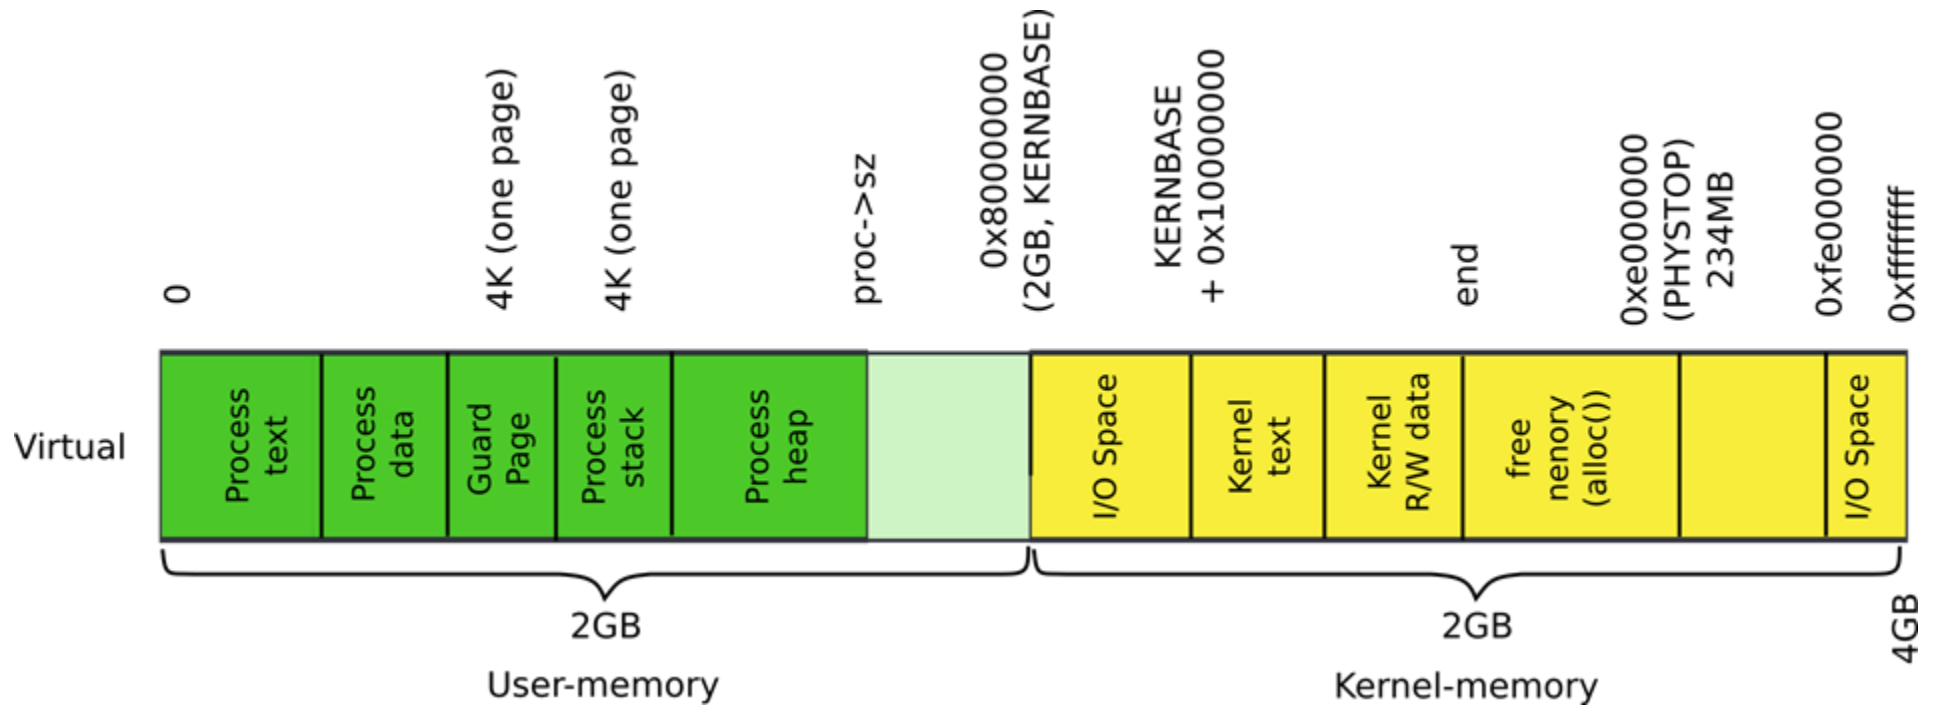 0
4K (one page)
4K (one page)
proc->sz
0x80000000
(2GB, KERNBASE)
KERNBASE
+ 0x10000000
end
0xe000000
(PHYSTOP)
234MB
0xfe000000
0xffffffff
Virtual
Process
text
Process
data
Guard
Page
Process
stack
Process
heap
I/O Space
Kernel
text
Kernel
R/W data
free
nenory
(alloc())
I/O Space
2GB
2GB
4GB
User-memory
Kernel-memory